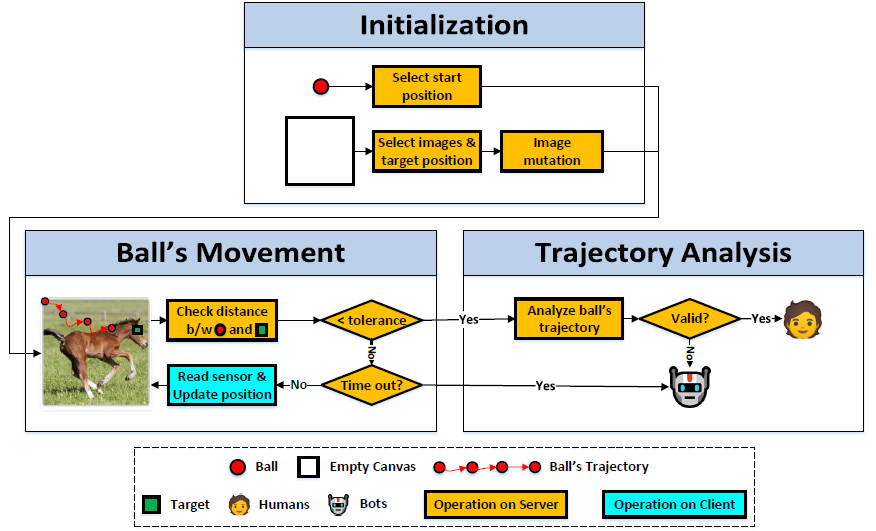 Initialization
Select start
position
Select images &
target position
Image
mutation
Ball's Movement
Check distance
b/w and
< tolerance
Yes
No
Read sensor &
Update position
No
Time out?
Yes
Trajectory Analysis
Analyze ball's
trajectory
Valid?
Yes
No
Ball
Empty Canvas
Ball's Trajectory
Target
Humans
Bots
Operation on Server
Operation on Client